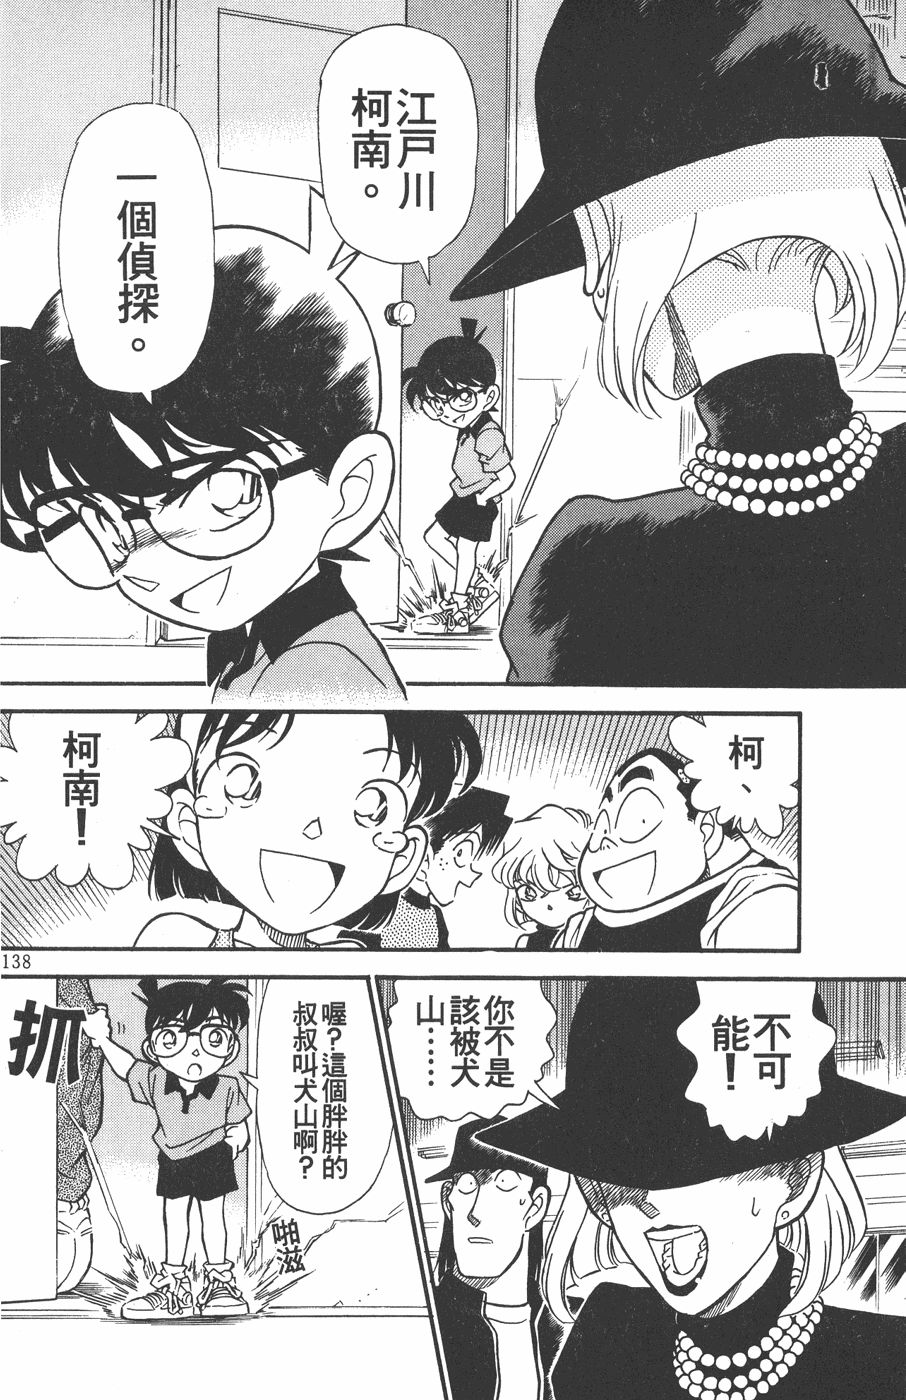 江戶川
柯南。
一個偵探。
柯、
柯南！
138
不可
能！
你不是
該被犬
山……
喔？這個胖胖的
叔叔叫犬山啊？
抓
啪滋